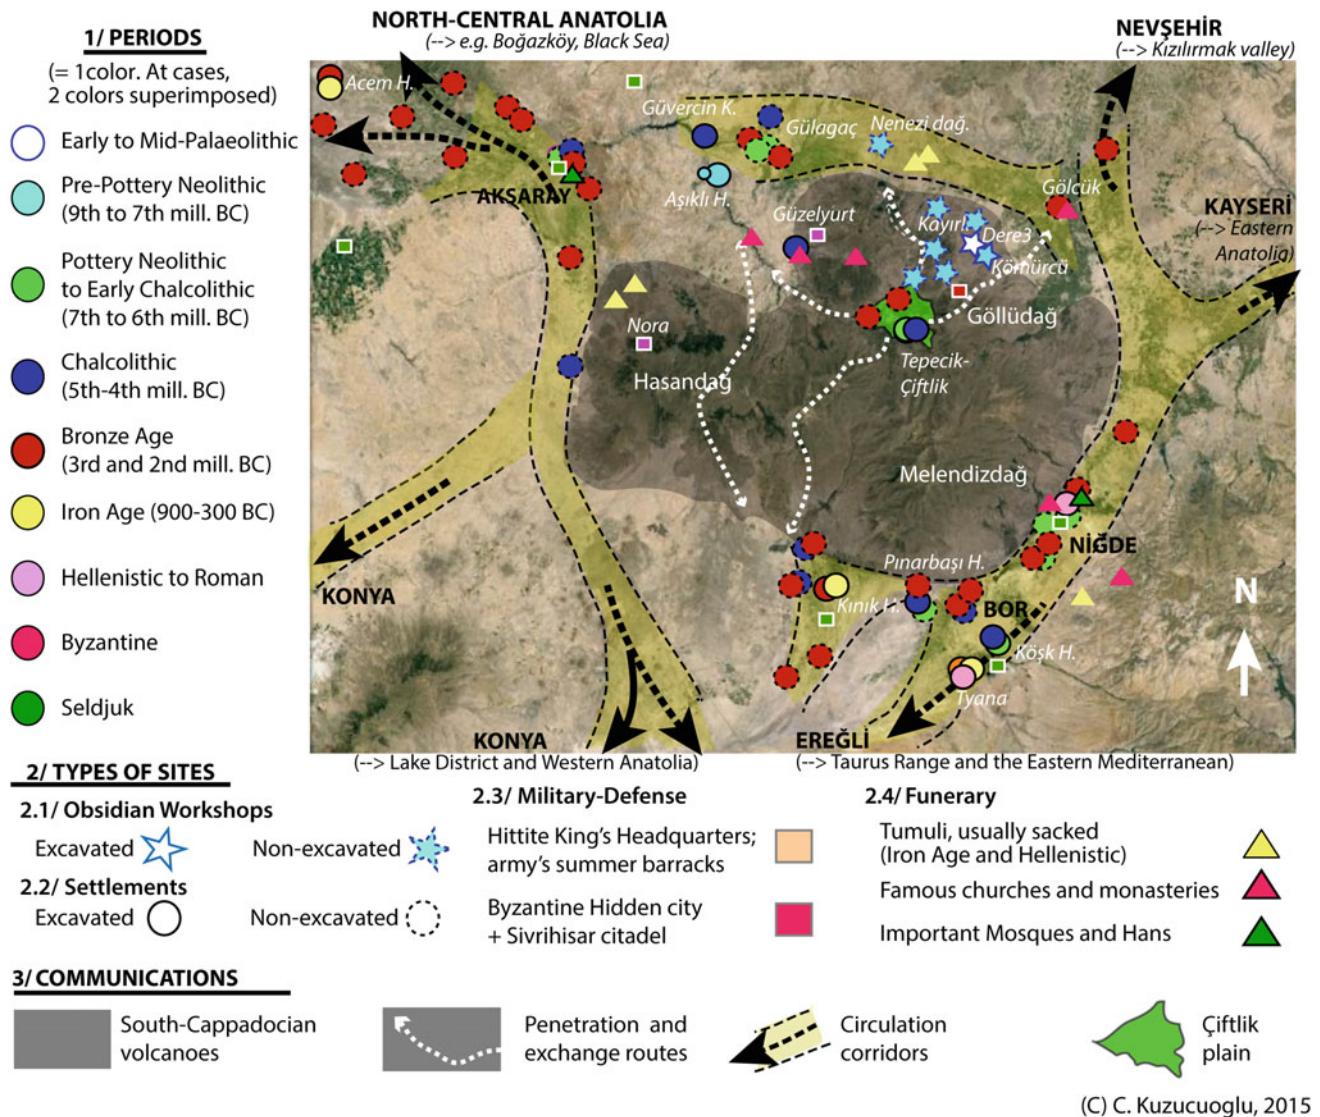 NORTH-CENTRAL ANATOLIA
(--> e.g. Boğazköy, Black Sea)
NEVŞEHİR
(--> Kızılırmak valley)
1/ PERIODS
(= 1color. At cases,
2 colors superimposed)
Early to Mid-Palaeolithic
Pre-Pottery Neolithic
(9th to 7th mill. BC)
Pottery Neolithic
to Early Chalcolithic
(7th to 6th mill. BC)
Chalcolithic
(5th-4th mill. BC)
Bronze Age
(3rd and 2nd mill. BC)
Iron Age (900-300 BC)
Hellenistic to Roman
Byzantine
Seldjuk
Acem H.
Güvercin K.
Gülagaç
Nenezi dağ.
AKSARAY
Aşıklı H.
Gölcük
KAYSERİ
(--> Eastern
Anatolia)
Güzelyurt
Kayırlı
Dere3
Kömürcü
Nora
Göllüdağ
Hasandağ
Tepecik-
Çiftlik
Melendizdağ
NİĞDE
Pınarbaşı H.
KONYA
Kınık H.
BOR
N
Köşk H.
Tyana
KONYA
(--> Lake District and Western Anatolia)
EREĞLİ
(--> Taurus Range and the Eastern Mediterranean)
2/ TYPES OF SITES
2.1/ Obsidian Workshops
Excavated
Non-excavated
2.2/ Settlements
Excavated
Non-excavated
2.3/ Military-Defense
Hittite King's Headquarters;
army's summer barracks
Byzantine Hidden city
+ Sivrihisar citadel
2.4/ Funerary
Tumuli, usually sacked
(Iron Age and Hellenistic)
Famous churches and monasteries
Important Mosques and Hans
3/ COMMUNICATIONS
South-Cappadocian
volcanoes
Penetration and
exchange routes
Circulation
corridors
Çiftlik
plain
(C) C. Kuzucuoglu, 2015